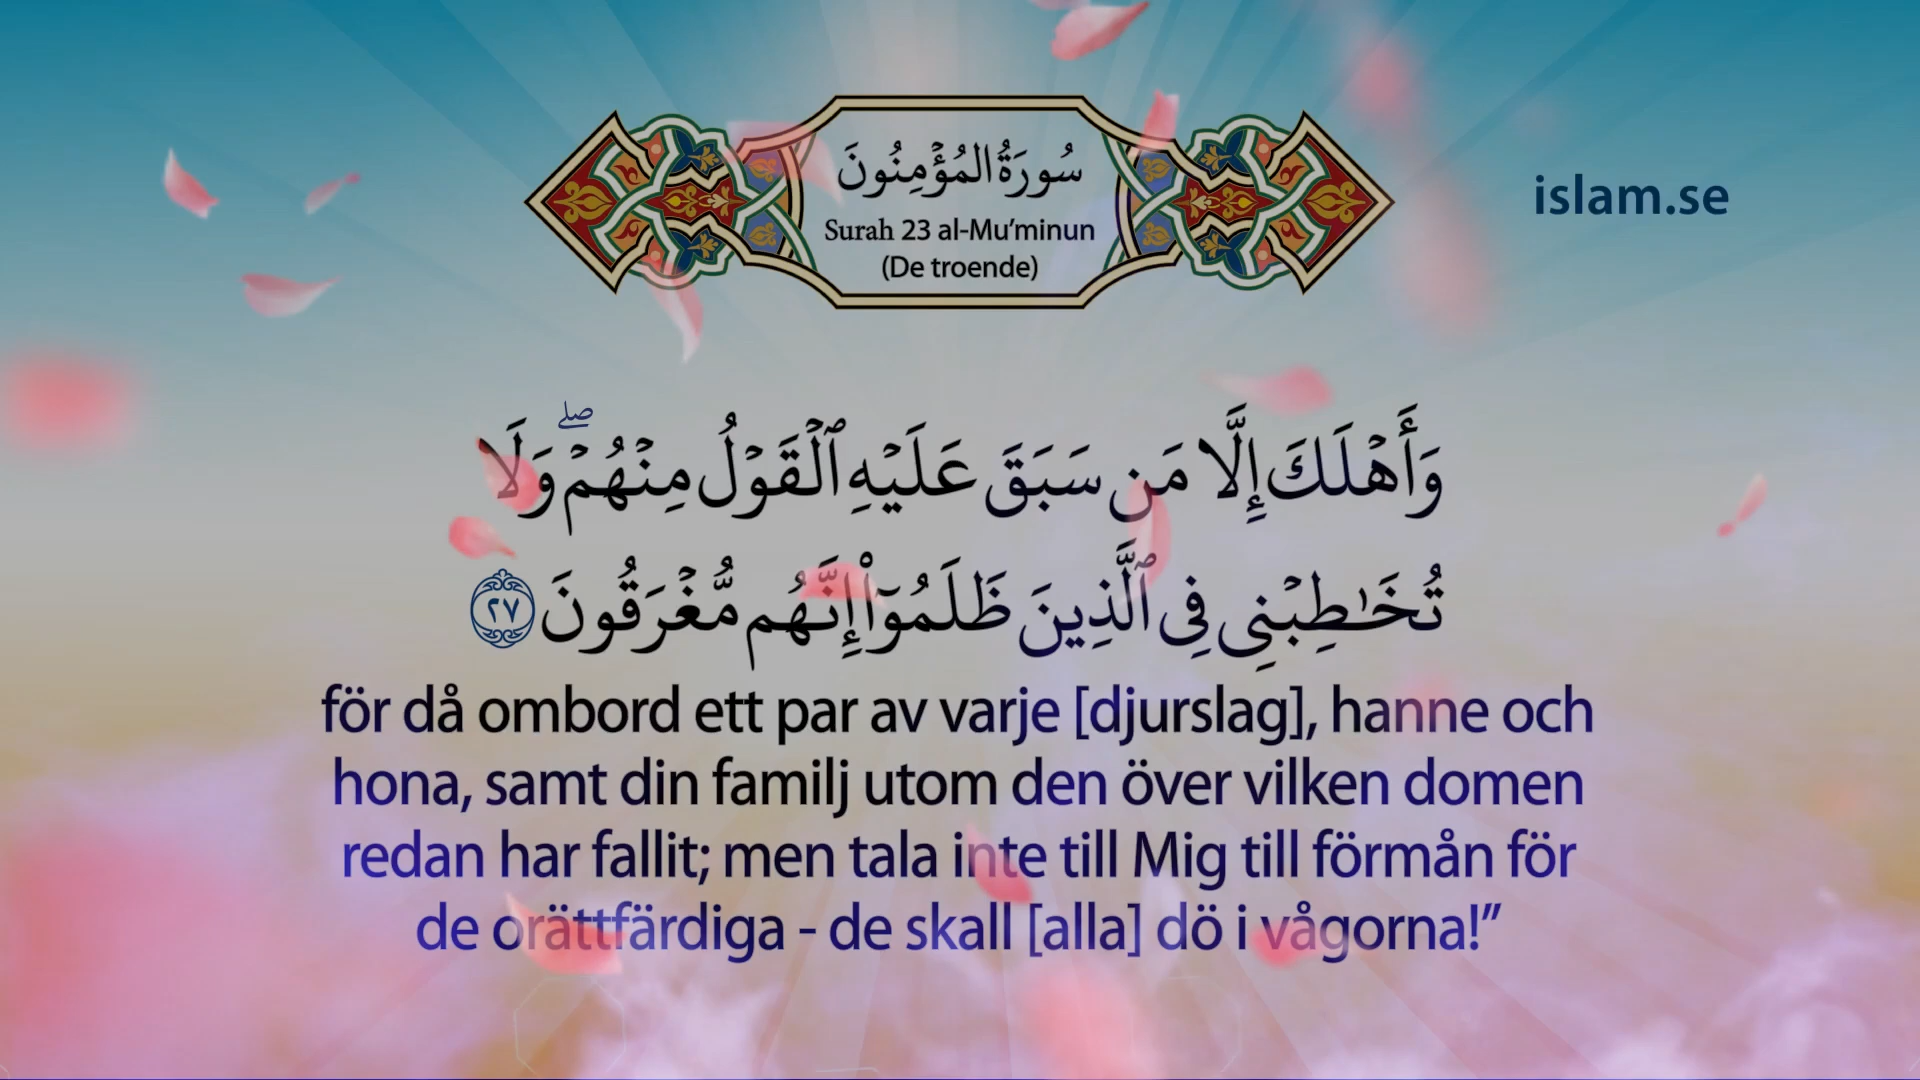 سُورَةُ المُؤْمِنُونَ
Surah 23 al-Mu’minun
(De troende)
islam.se
وَأَهْلَكَ إِلَّا مَن سَبَقَ عَلَيْهِ ٱلْقَوْلُ مِنْهُمْ ۖ وَلَا
تُخَـٰطِبْنِى فِى ٱلَّذِينَ ظَلَمُوٓا۟ إِنَّهُم مُّغْرَقُونَ ٢٧
för då ombord ett par av varje [djurslag], hanne och
hona, samt din familj utom den över vilken domen
redan har fallit; men tala inte till Mig till förmån för
de orättfärdiga - de skall [alla] dö i vågorna!”